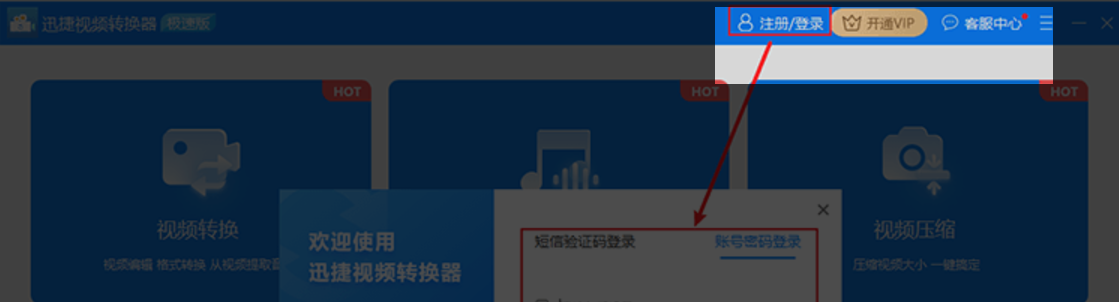 迅捷视频转换器 极速版 注册/登录 开通VIP 客服中心
HOT HOT HOT
视频转换 视频压缩
视频编辑 格式转换 从视频提取 压缩视频大小 一键搞定
欢迎使用
迅捷视频转换器
短信验证码登录 账号密码登录